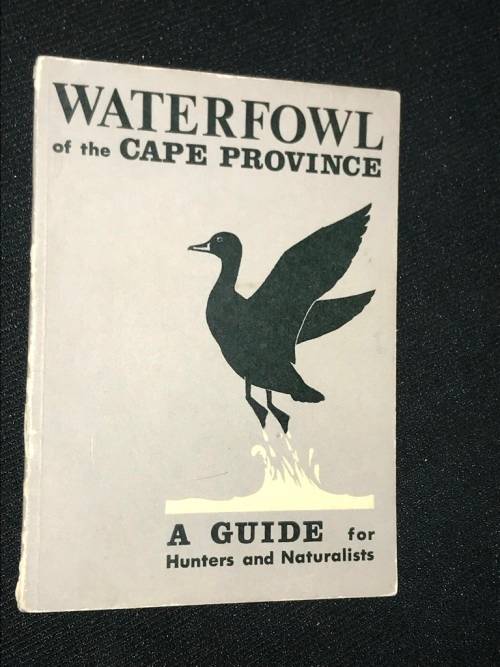 WATERFOWL
of the CAPE PROVINCE
A GUIDE for
Hunters and Naturalists